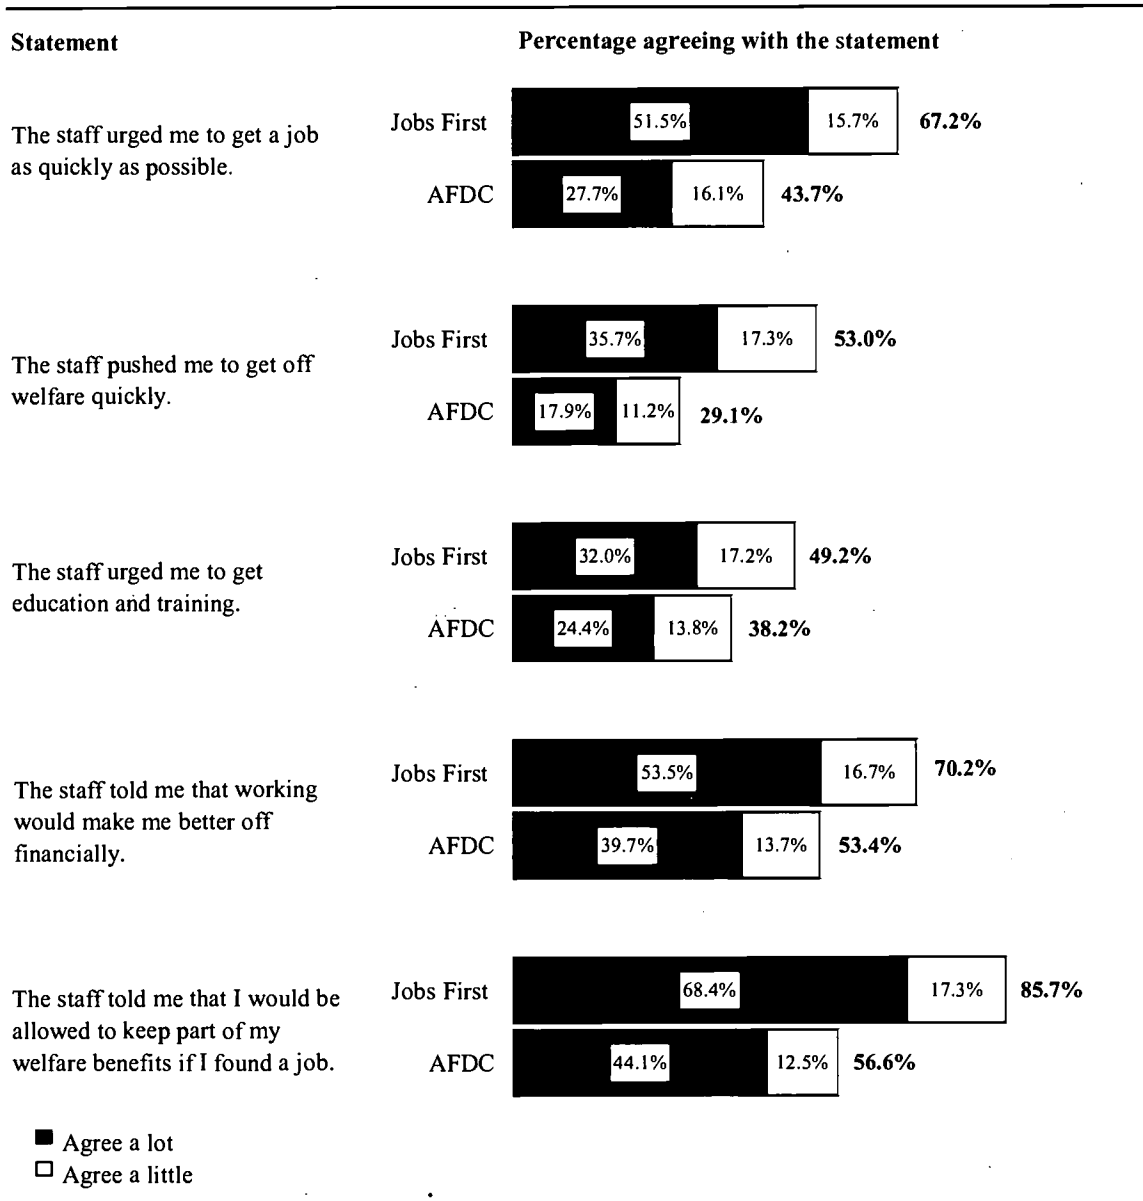 Statement
Percentage agreeing with the statement
The staff urged me to get a job
as quickly as possible.
Jobs First
51.5%
15.7%
67.2%
AFDC
27.7%
16.1%
43.7%
The staff pushed me to get off
welfare quickly.
Jobs First
35.7%
17.3%
53.0%
AFDC
17.9%
11.2%
29.1%
The staff urged me to get
education and training.
Jobs First
32.0%
17.2%
49.2%
AFDC
24.4%
13.8%
38.2%
The staff told me that working
would make me better off
financially.
Jobs First
53.5%
16.7%
70.2%
AFDC
39.7%
13.7%
53.4%
The staff told me that I would be
allowed to keep part of my
welfare benefits if I found a job.
Jobs First
68.4%
17.3%
85.7%
AFDC
44.1%
12.5%
56.6%
Agree a lot
Agree a little